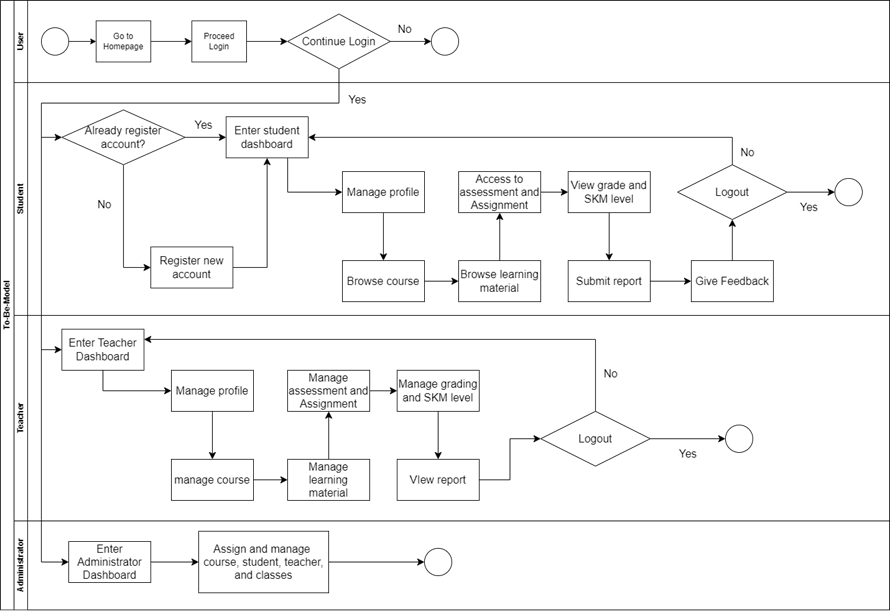 To-Be-Model
User
Go to
Homepage
Proceed
Login
Continue Login
No
Yes
Student
Already register
account?
Yes
No
Register new
account
Enter student
dashboard
Manage profile
Browse course
Browse learning
material
Access to
assessment and
Assignment
View grade and
SKM level
Submit report
Give Feedback
Logout
No
Yes
Teacher
Enter Teacher
Dashboard
Manage profile
manage course
Manage
learning
material
Manage
assessment and
Assignment
Manage grading
and SKM level
VIew report
Logout
No
Yes
Administrator
Enter
Administrator
Dashboard
Assign and manage
course, student, teacher,
and classes